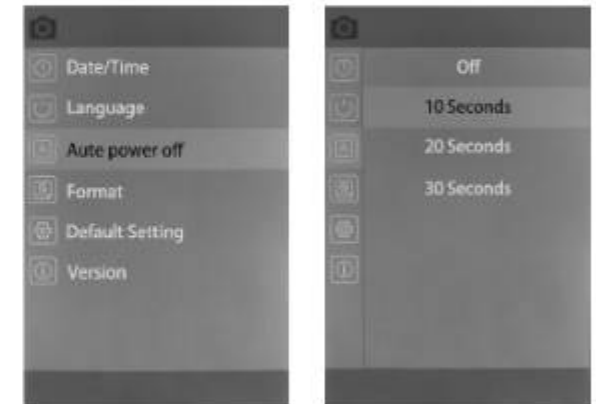 Date/Time
Language
Aute power off
Format
Default Setting
Version
Off
10 Seconds
20 Seconds
30 Seconds